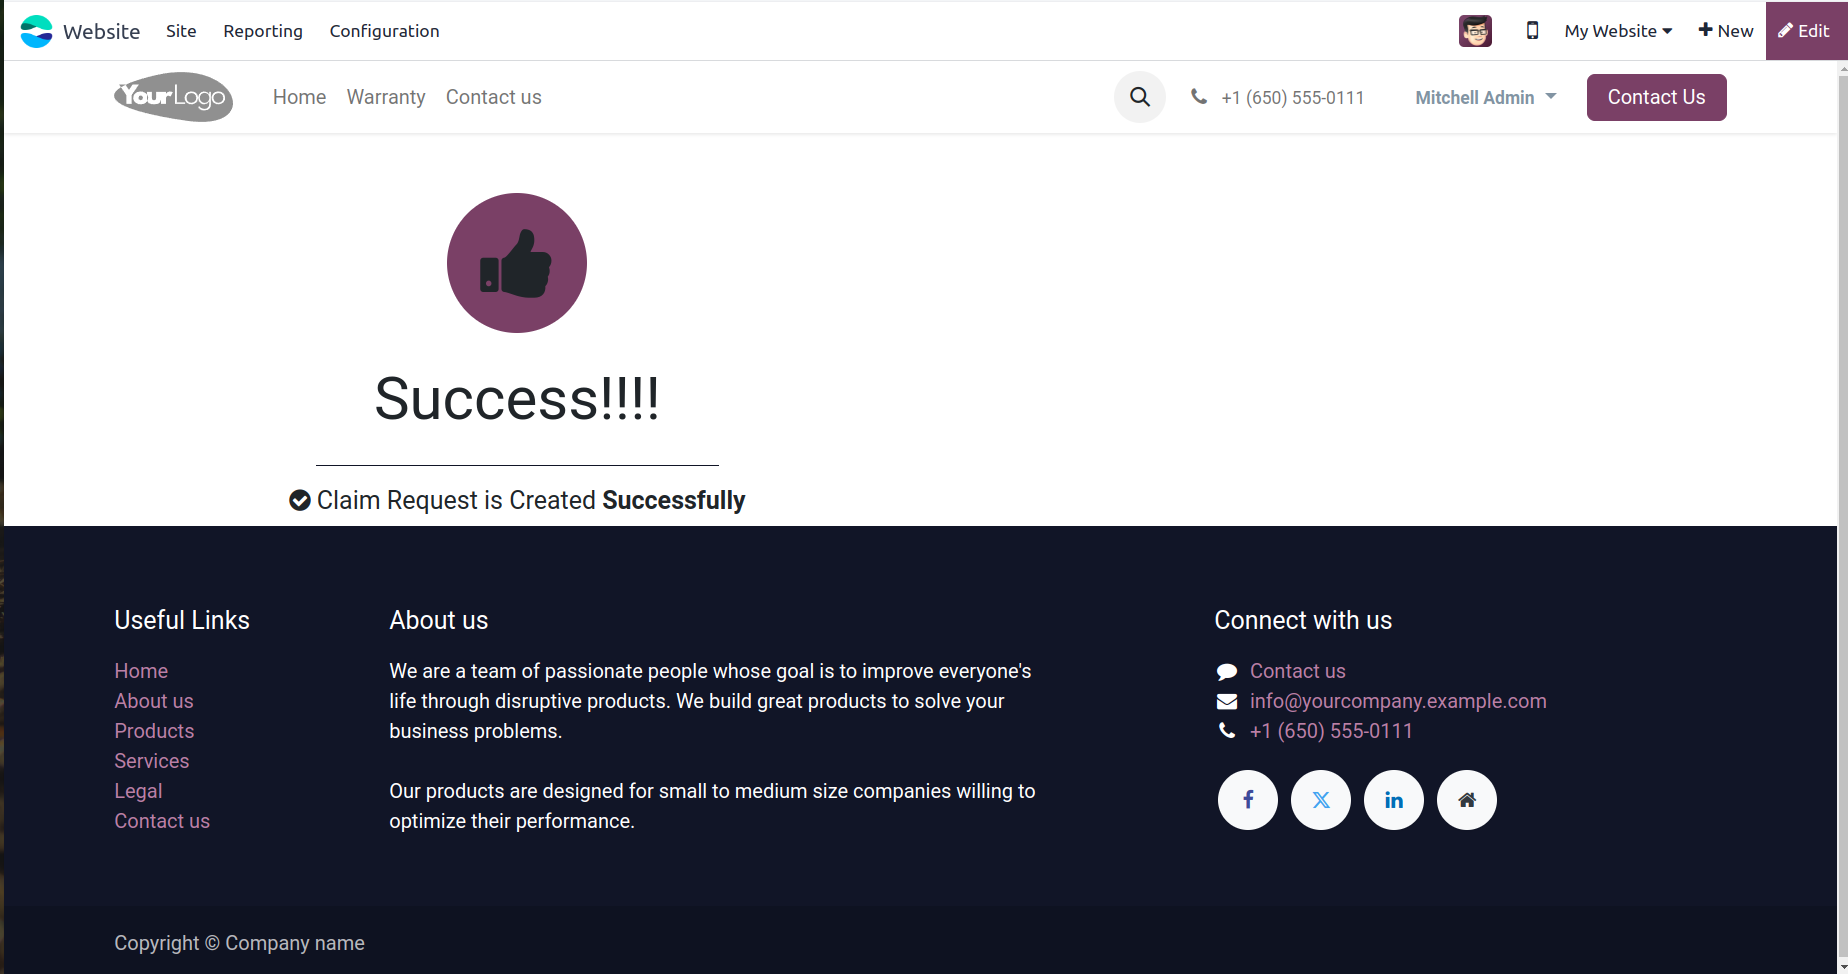 Website Site Reporting Configuration My Website + New Edit
YourLogo Home Warranty Contact us +1 (650) 555-0111 Mitchell Admin Contact Us
Success!!!!
Claim Request is Created Successfully
Useful Links
Home
About us
Products
Services
Legal
Contact us
About us
We are a team of passionate people whose goal is to improve everyone's
life through disruptive products. We build great products to solve your
business problems.
Our products are designed for small to medium size companies willing to
optimize their performance.
Connect with us
Contact us
info@yourcompany.example.com
+1 (650) 555-0111
Copyright © Company name